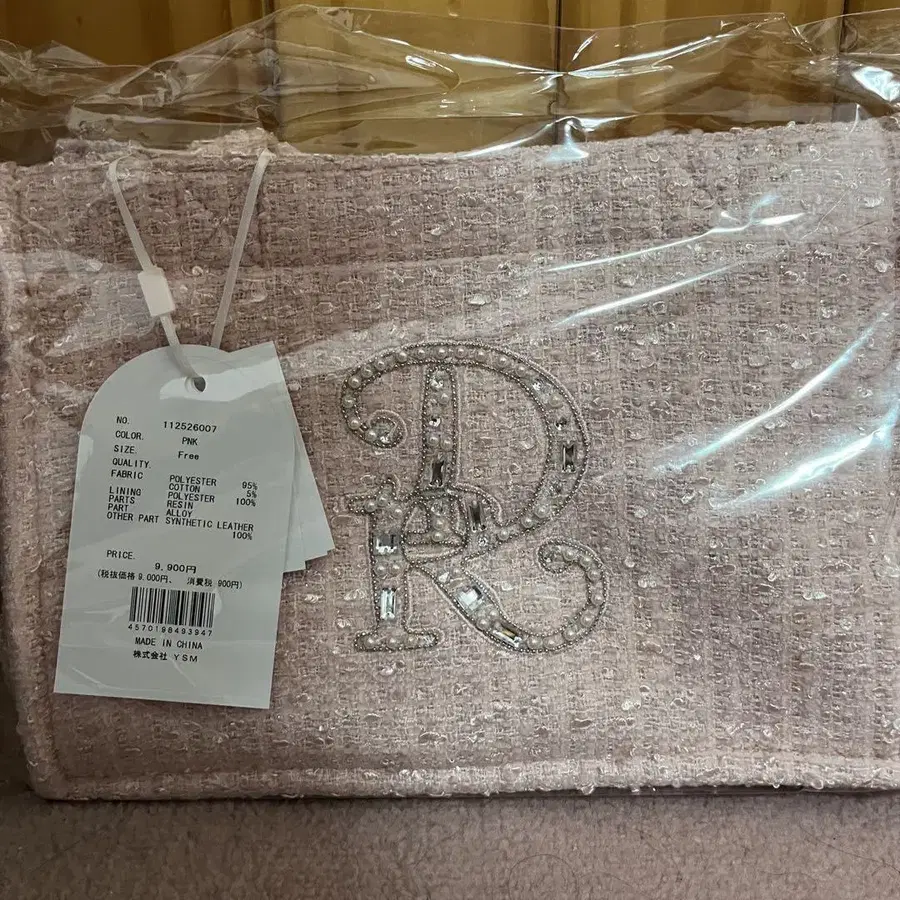 NO. 112526007
COLOR. PNK
SIZE. Free
QUALITY.
FABRIC POLYESTER 95%
COTTON 5%
LINING POLYESTER 100%
PARTS RESIN
PART ALLOY
OTHER PART SYNTHETIC LEATHER
100%
PRICE.
9,900円
(税抜価格 9,000円、 消費税 900円)
4570198493947
MADE IN CHINA
株式会社 YSM
R